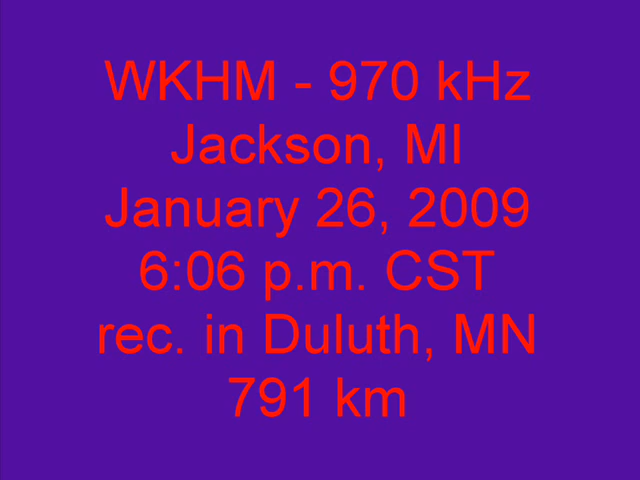 WKHM - 970 kHz
Jackson, MI
January 26, 2009
6:06 p.m. CST
rec. in Duluth, MN
791 km